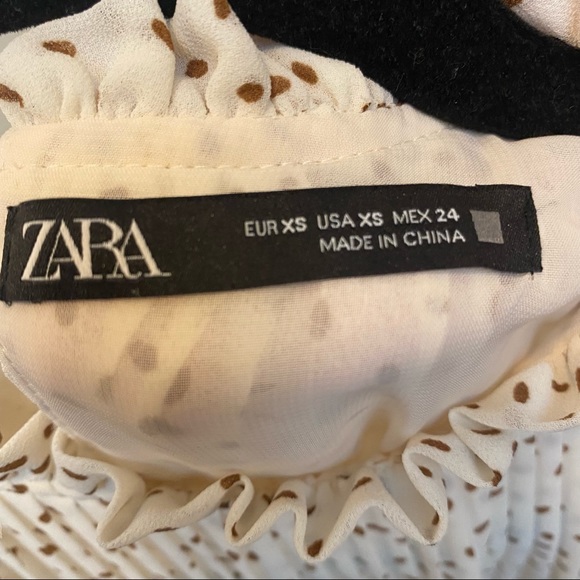 ZARA
EUR XS USA XS MEX 24
MADE IN CHINA